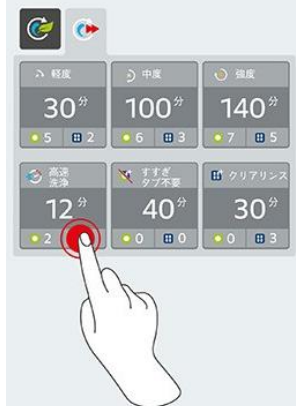 軽度
中度
強度
30分
100分
140分
5 2
6 3
7 5
高速
洗浄
すすぎ
タブ不要
クリアリンス
12分
40分
30分
2
0 0
0 3